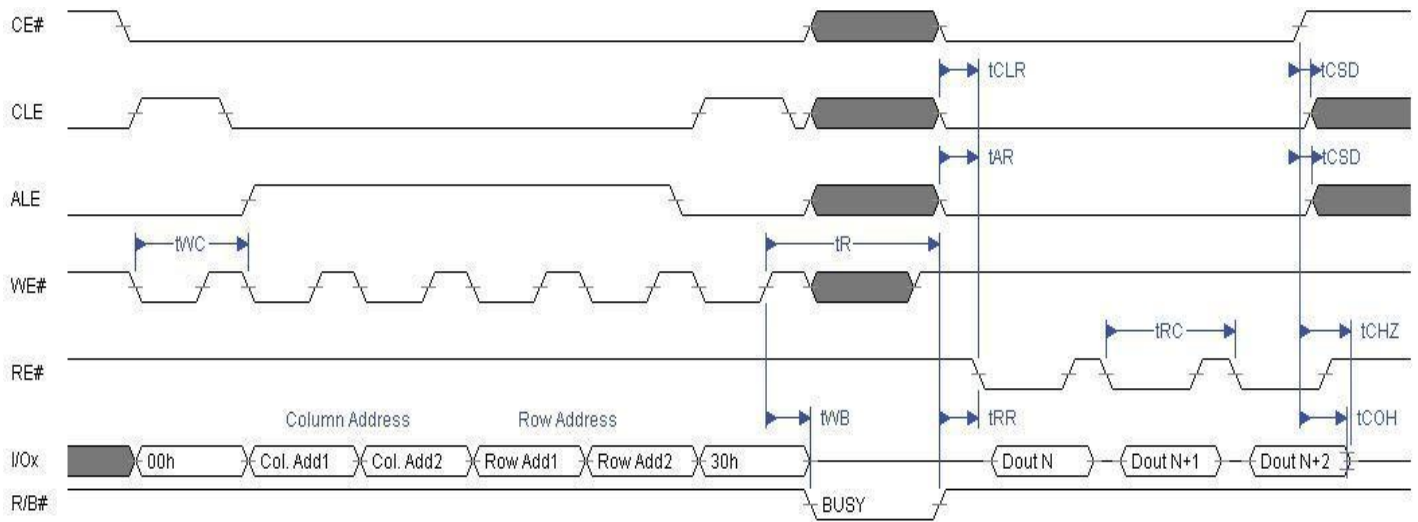 CE#
tCLR
tCSD
CLE
tAR
tCSD
ALE
tWC
tR
WE#
tRC
tCHZ
RE#
Column Address
Row Address
tWB
tRR
tCOH
I/Ox
00h
Col. Add1
Col. Add2
Row Add1
Row Add2
30h
Dout N
Dout N+1
Dout N+2
R/B#
BUSY